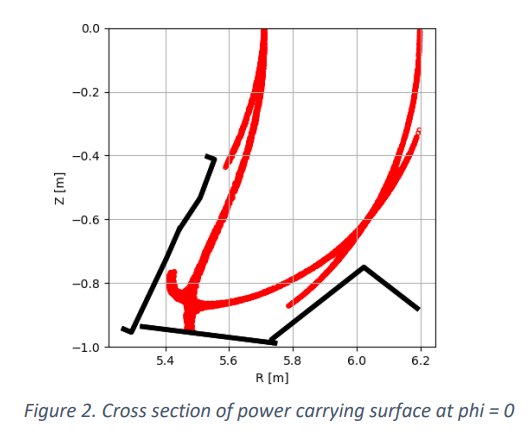 0.0
−0.2
−0.4
−0.6
−0.8
−1.0
Z [m]
5.4 5.6 5.8 6.0 6.2
R [m]
Figure 2. Cross section of power carrying surface at phi = 0